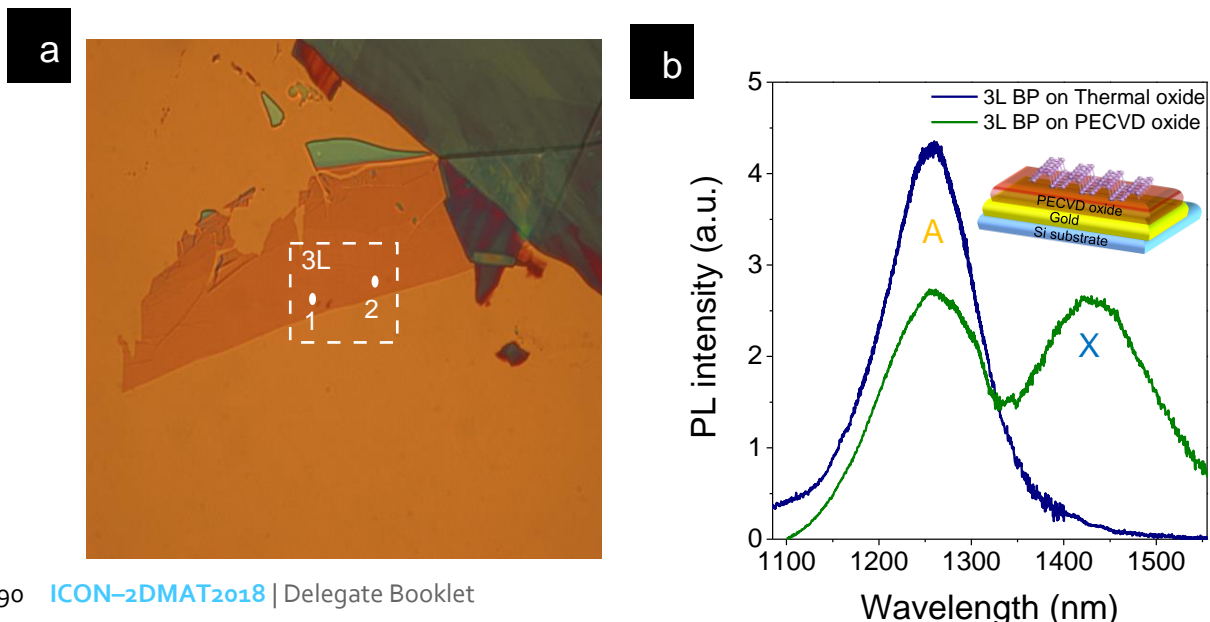 a
3L
1
2
b
PL intensity (a.u.)
5
4
3
2
1
0
3L BP on Thermal oxide
3L BP on PECVD oxide
A
X
PECVD oxide
Gold
Si substrate
1100 1200 1300 1400 1500
Wavelength (nm)
90 ICON–2DMAT2018 | Delegate Booklet